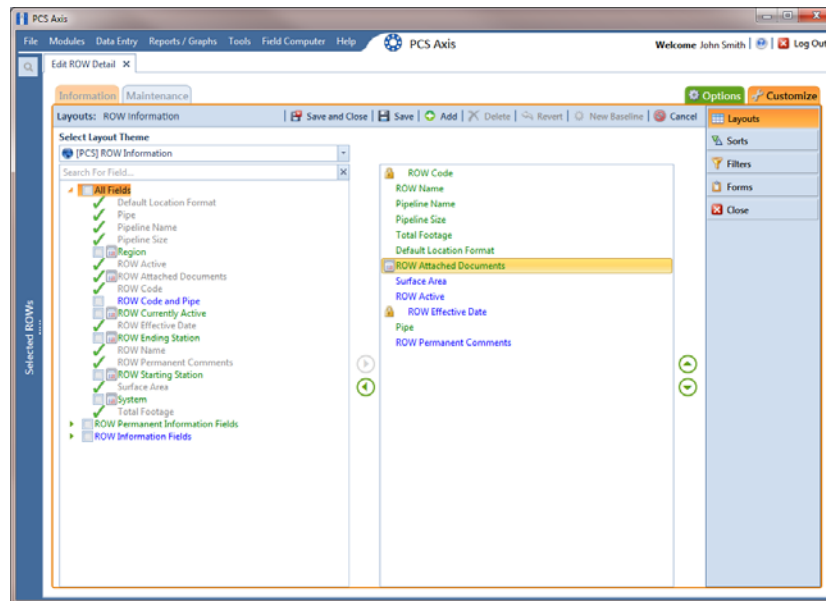 PCS Axis
File Modules Data Entry Reports / Graphs Tools Field Computer Help PCS Axis Welcome John Smith | Log Out
Edit ROW Detail
Information Maintenance Options Customize
Layouts: ROW Information | Save and Close | Save | Add | Delete | Revert | New Baseline | Cancel
Select Layout Theme
[PCS] ROW Information
Search For Field...
All Fields
Default Location Format
Pipe
Pipeline Name
Pipeline Size
Region
ROW Active
ROW Attached Documents
ROW Code
ROW Code and Pipe
ROW Currently Active
ROW Effective Date
ROW Ending Station
ROW Name
ROW Permanent Comments
ROW Starting Station
Surface Area
System
Total Footage
ROW Permanent Information Fields
ROW Information Fields
ROW Code
ROW Name
Pipeline Name
Pipeline Size
Total Footage
Default Location Format
ROW Attached Documents
Surface Area
ROW Active
ROW Effective Date
Pipe
ROW Permanent Comments
Layouts
Sorts
Filters
Forms
Close
Selected ROWs